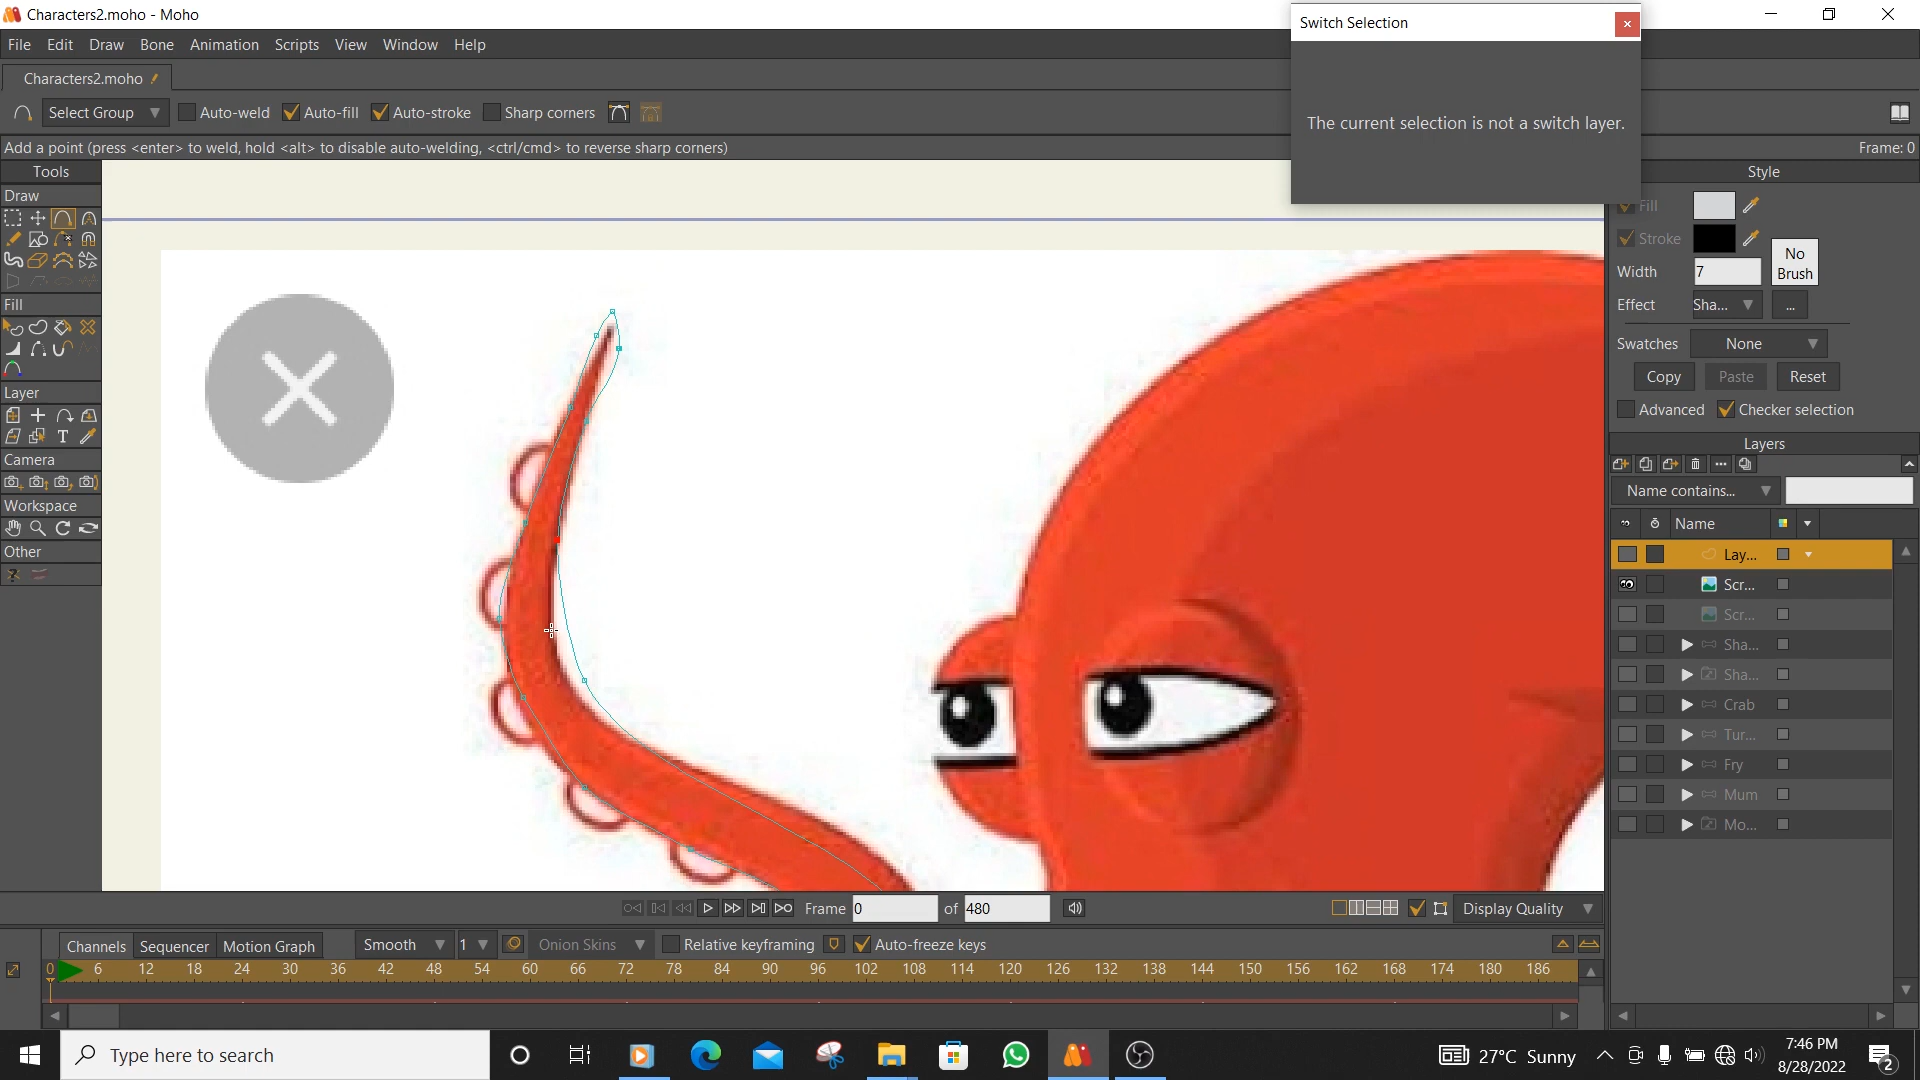 Characters2.moho - Moho
Switch Selection
File Edit Draw Bone Animation Scripts View Window Help
Characters2.moho
Select Group Auto-weld Auto-fill Auto-stroke Sharp corners
The current selection is not a switch layer.
Add a point (press <enter> to weld, hold <alt> to disable auto-welding, <ctrl/cmd> to reverse sharp corners)
Frame: 0
Tools
Style
Draw
Fill
Stroke
No Brush
Width 7
Effect Sha... ...
Swatches None
Copy Paste Reset
Advanced Checker selection
Fill
Layer
T
Camera
Workspace
Other
Layers
Name contains...
Name
Lay...
Scr...
Scr...
Sha...
Sha...
Crab
Tur...
Fry
Mum
Mo...
Frame 0 of 480
Display Quality
Channels Sequencer Motion Graph Smooth 1 Onion Skins Relative keyframing Auto-freeze keys
0 6 12 18 24 30 36 42 48 54 60 66 72 78 84 90 96 102 108 114 120 126 132 138 144 150 156 162 168 174 180 186
Type here to search
27°C Sunny
7:46 PM
8/28/2022
2